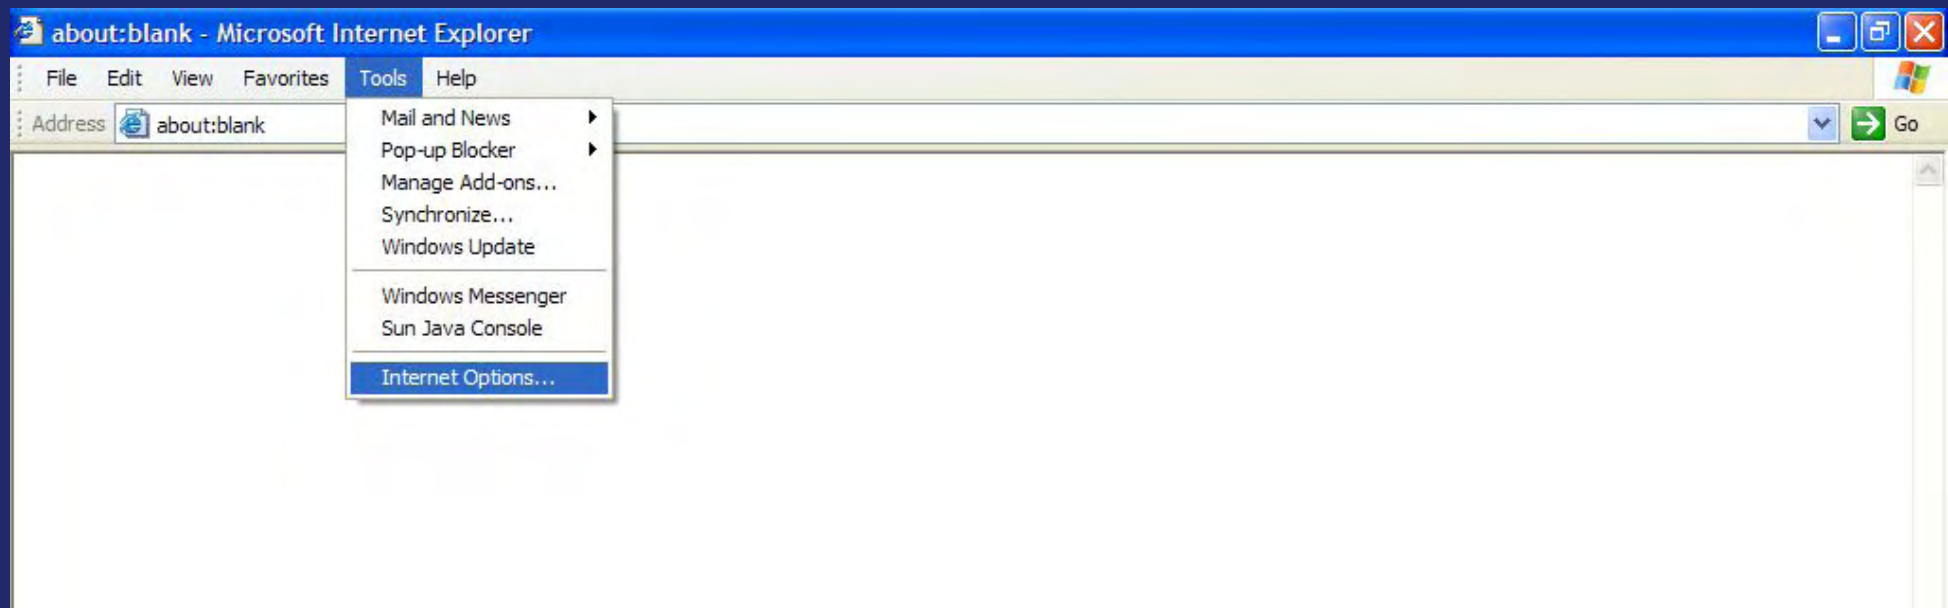 about:blank - Microsoft Internet Explorer
File Edit View Favorites Tools Help
Address about:blank Go
Mail and News
Pop-up Blocker
Manage Add-ons...
Synchronize...
Windows Update
Windows Messenger
Sun Java Console
Internet Options...